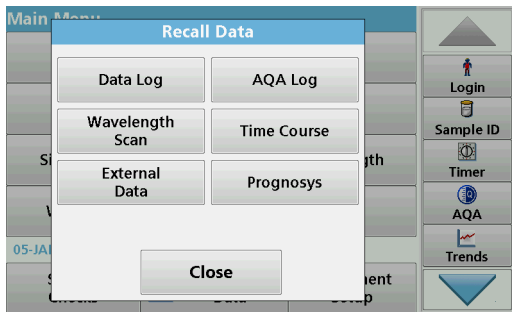 Main Menu
Recall Data
Data Log
AQA Log
Wavelength
Scan
Time Course
External
Data
Prognosys
Close
Login
Sample ID
Timer
AQA
Trends
05-JA